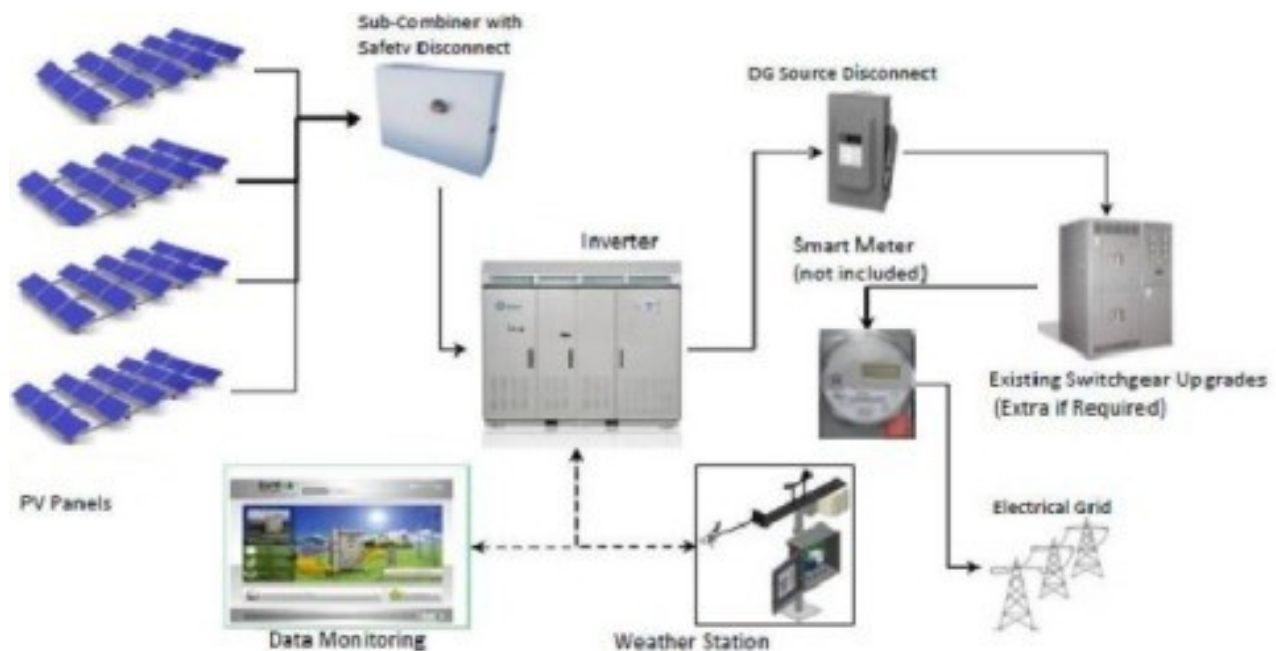 Sub-Combiner with
Safety Disconnect
DG Source Disconnect
Inverter
Smart Meter
(not included)
Existing Switchgear Upgrades
(Extra if Required)
PV Panels
Electrical Grid
Data Monitoring
Weather Station